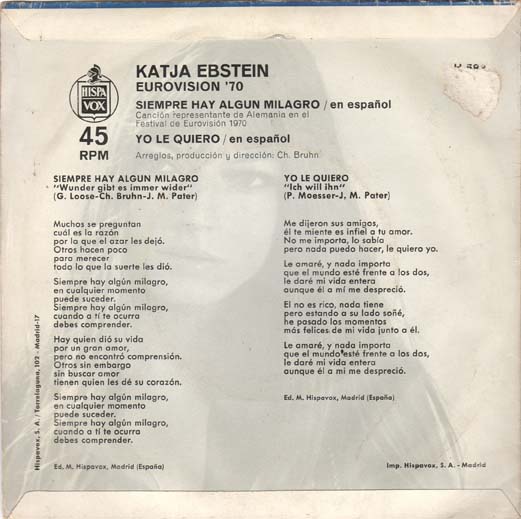 HISPA
VOX
45
RPM
KATJA EBSTEIN
EUROVISION '70
SIEMPRE HAY ALGUN MILAGRO / en español
Canción representante de Alemania en el
Festival de Eurovisión 1970
YO LE QUIERO / en español
Arreglos, producción y dirección: Ch. Bruhn
SIEMPRE HAY ALGUN MILAGRO
"Wunder gibt es immer wider"
(G. Loose-Ch. Bruhn-J. M. Pater)
Muchos se preguntan
cuál es la razón
por la que el azar les dejó.
Otros hacen poco
para merecer
todo lo que la suerte les dió.
Siempre hay algún milagro,
en cualquier momento
puede suceder.
Siempre hay algún milagro,
cuando a tí te ocurra
debes comprender.
Hay quien dió su vida
por un gran amor,
pero no encontró comprensión.
Otros sin embargo
sin buscar amor
tienen quien les dé su corazón.
Siempre hay algún milagro,
en cualquier momento
puede suceder.
Siempre hay algún milagro,
cuando a tí te ocurra
debes comprender.
Ed. M. Hispavox, Madrid (España)
YO LE QUIERO
"Ich will ihn"
(P. Moesser-J. M. Pater)
Me dijeron sus amigos,
él te miente es infiel a tu amor.
No me importa, lo sabía
pero nada puedo hacer, le quiero yo.
Le amaré, y nada importa
que el mundo esté frente a los dos,
le daré mi vida entera
aunque él a mí me despreció.
El no es rico, nada tiene
pero estando a su lado soñé,
he pasado los momentos
más felices de mi vida junto a él.
Le amaré, y nada importa
que el mundo esté frente a los dos,
le daré mi vida entera
aunque él a mí me despreció.
Ed. M. Hispavox, Madrid (España)
Imp. Hispavox, S. A. - Madrid
Hispavox, S. A. / Torrelaguna, 102 - Madrid-17